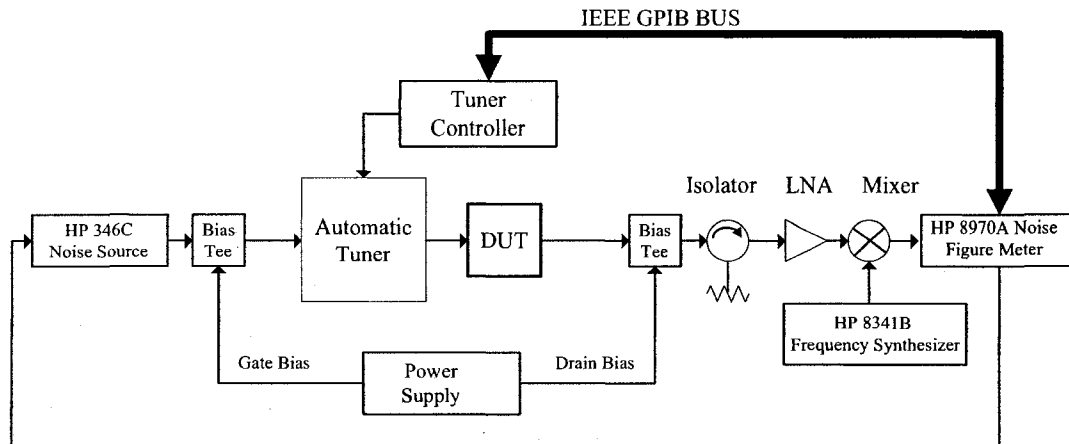 IEEE GPIB BUS
Tuner
Controller
Isolator
LNA
Mixer
HP 346C
Noise Source
Bias
Tee
Automatic
Tuner
DUT
Bias
Tee
HP 8970A Noise
Figure Meter
HP 8341B
Frequency Synthesizer
Gate Bias
Power
Supply
Drain Bias